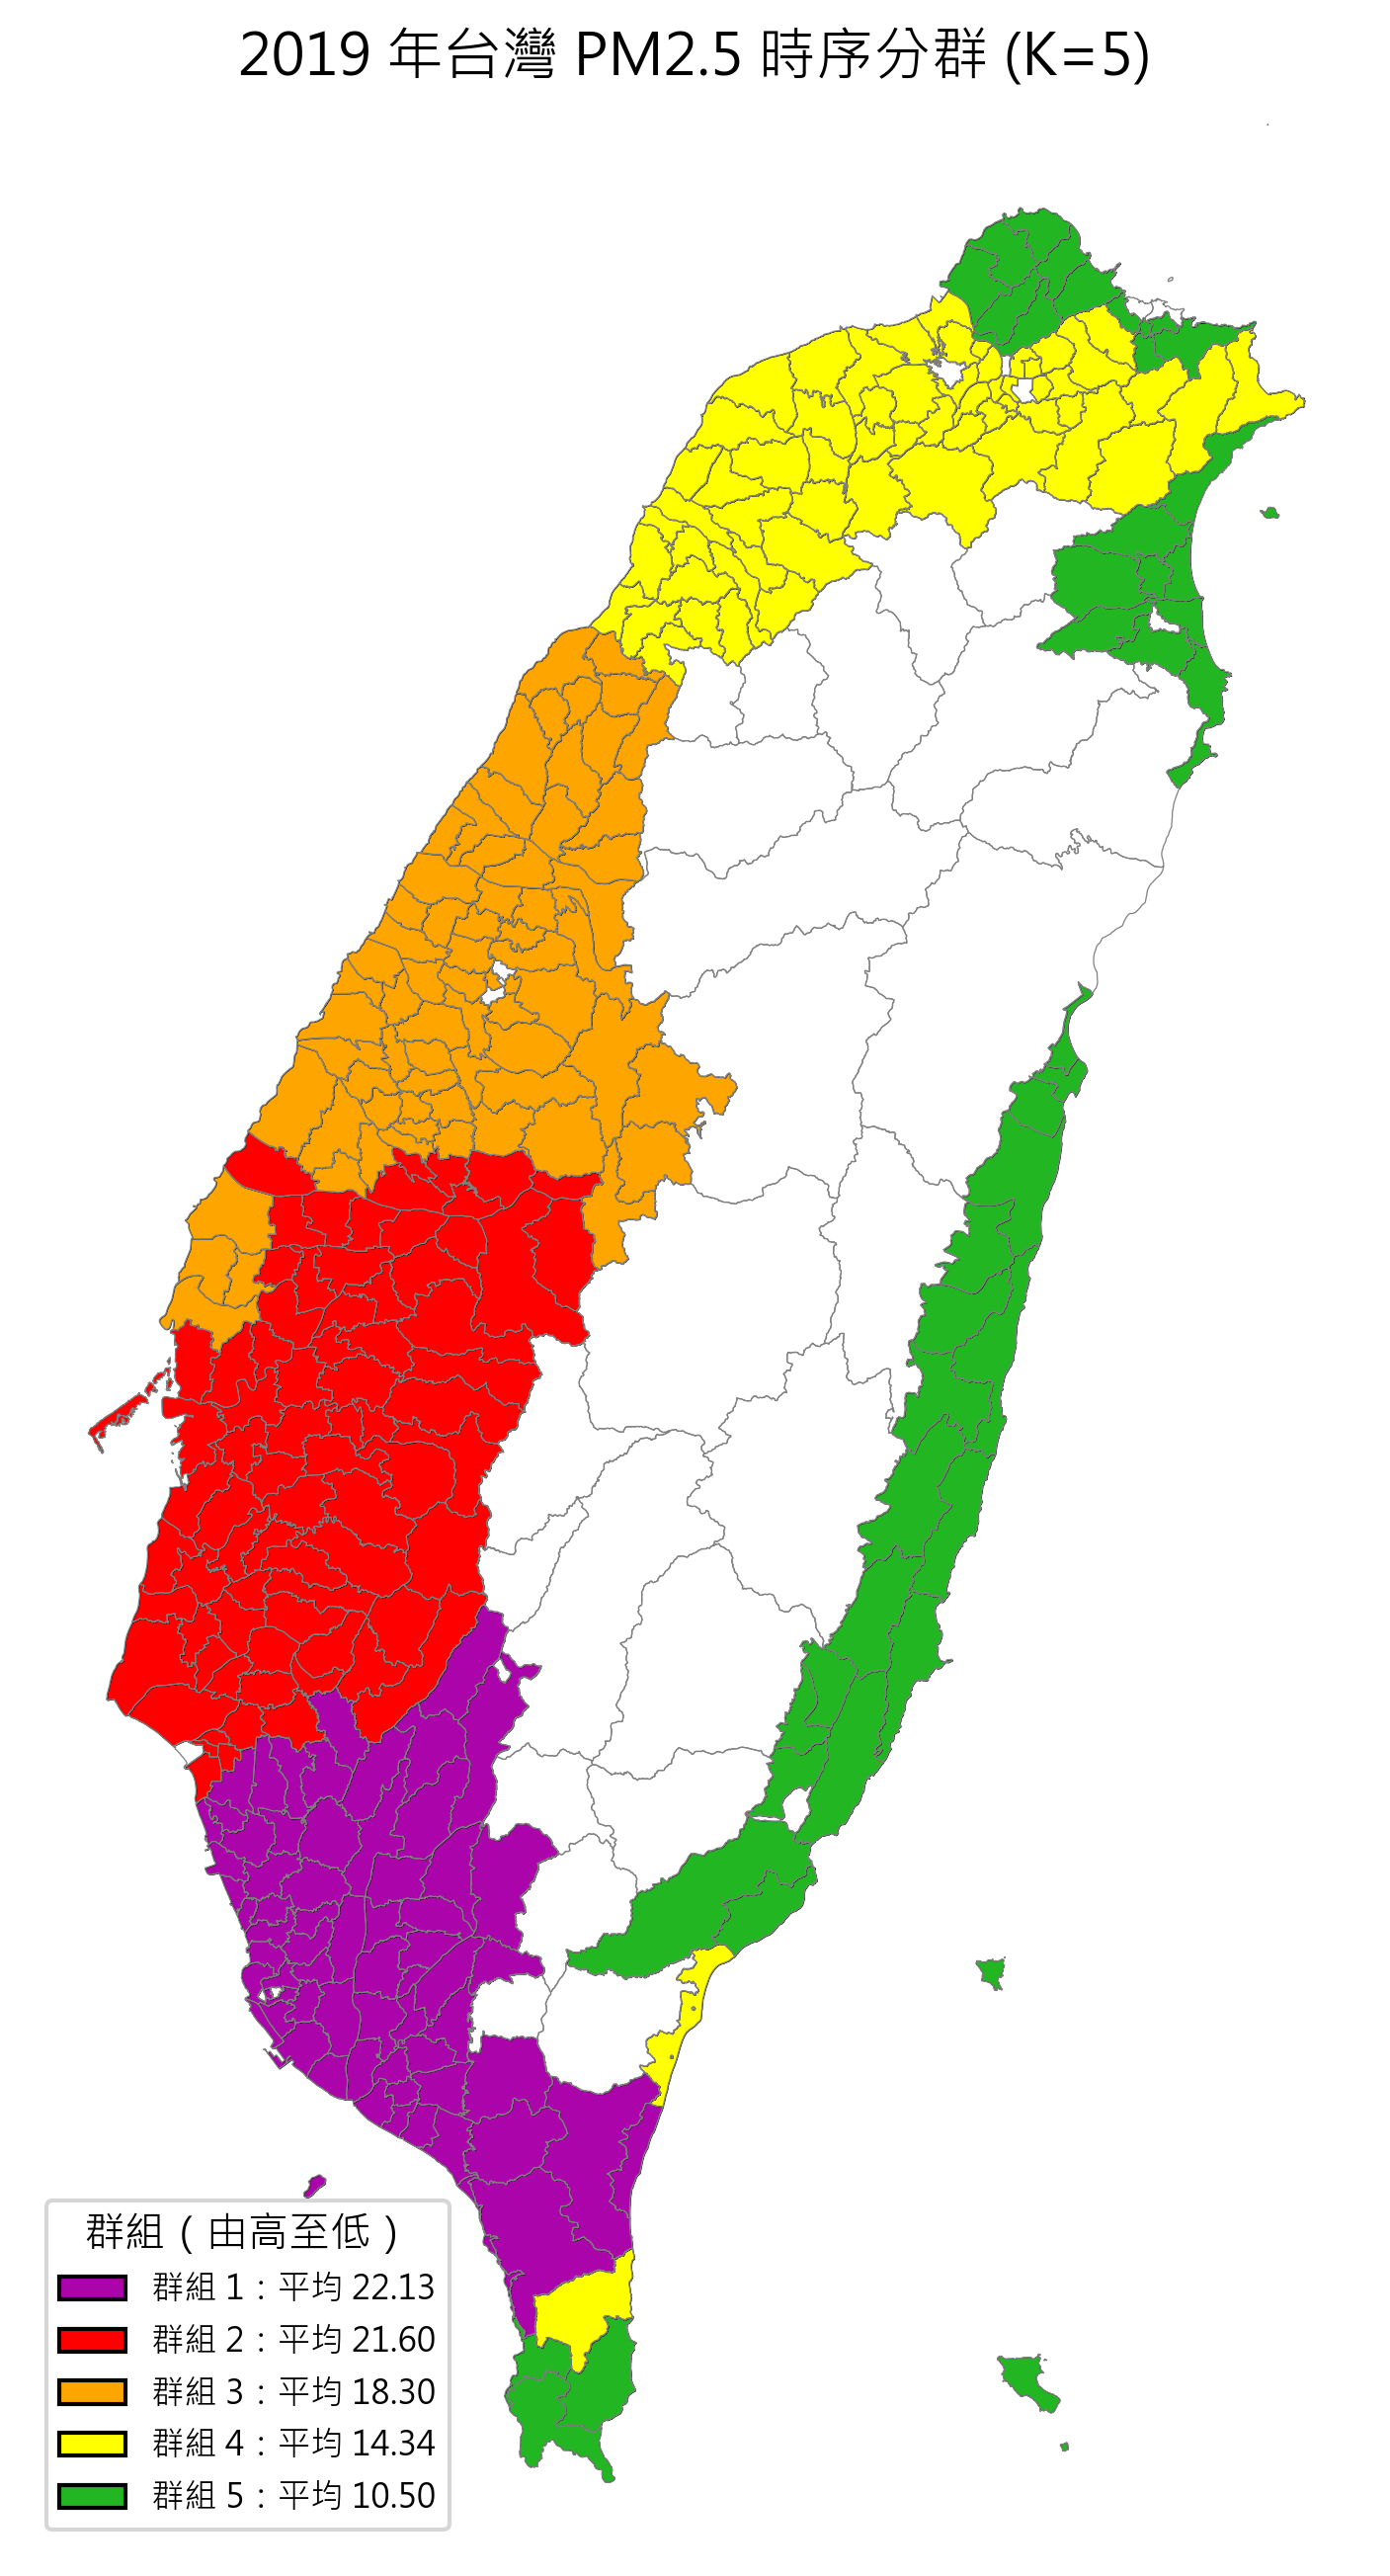 2019 年台灣 PM2.5 時序分群 (K=5)
群組（由高至低）
群組 1：平均 22.13
群組 2：平均 21.60
群組 3：平均 18.30
群組 4：平均 14.34
群組 5：平均 10.50